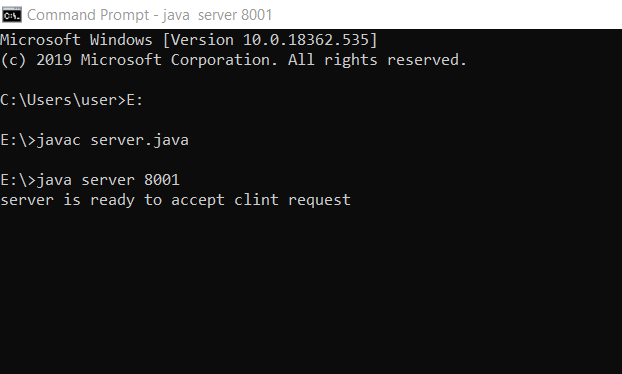 Command Prompt - java  server 8001
Microsoft Windows [Version 10.0.18362.535]
(c) 2019 Microsoft Corporation. All rights reserved.
C:\Users\user>E:
E:\>javac server.java
E:\>java server 8001
server is ready to accept clint request